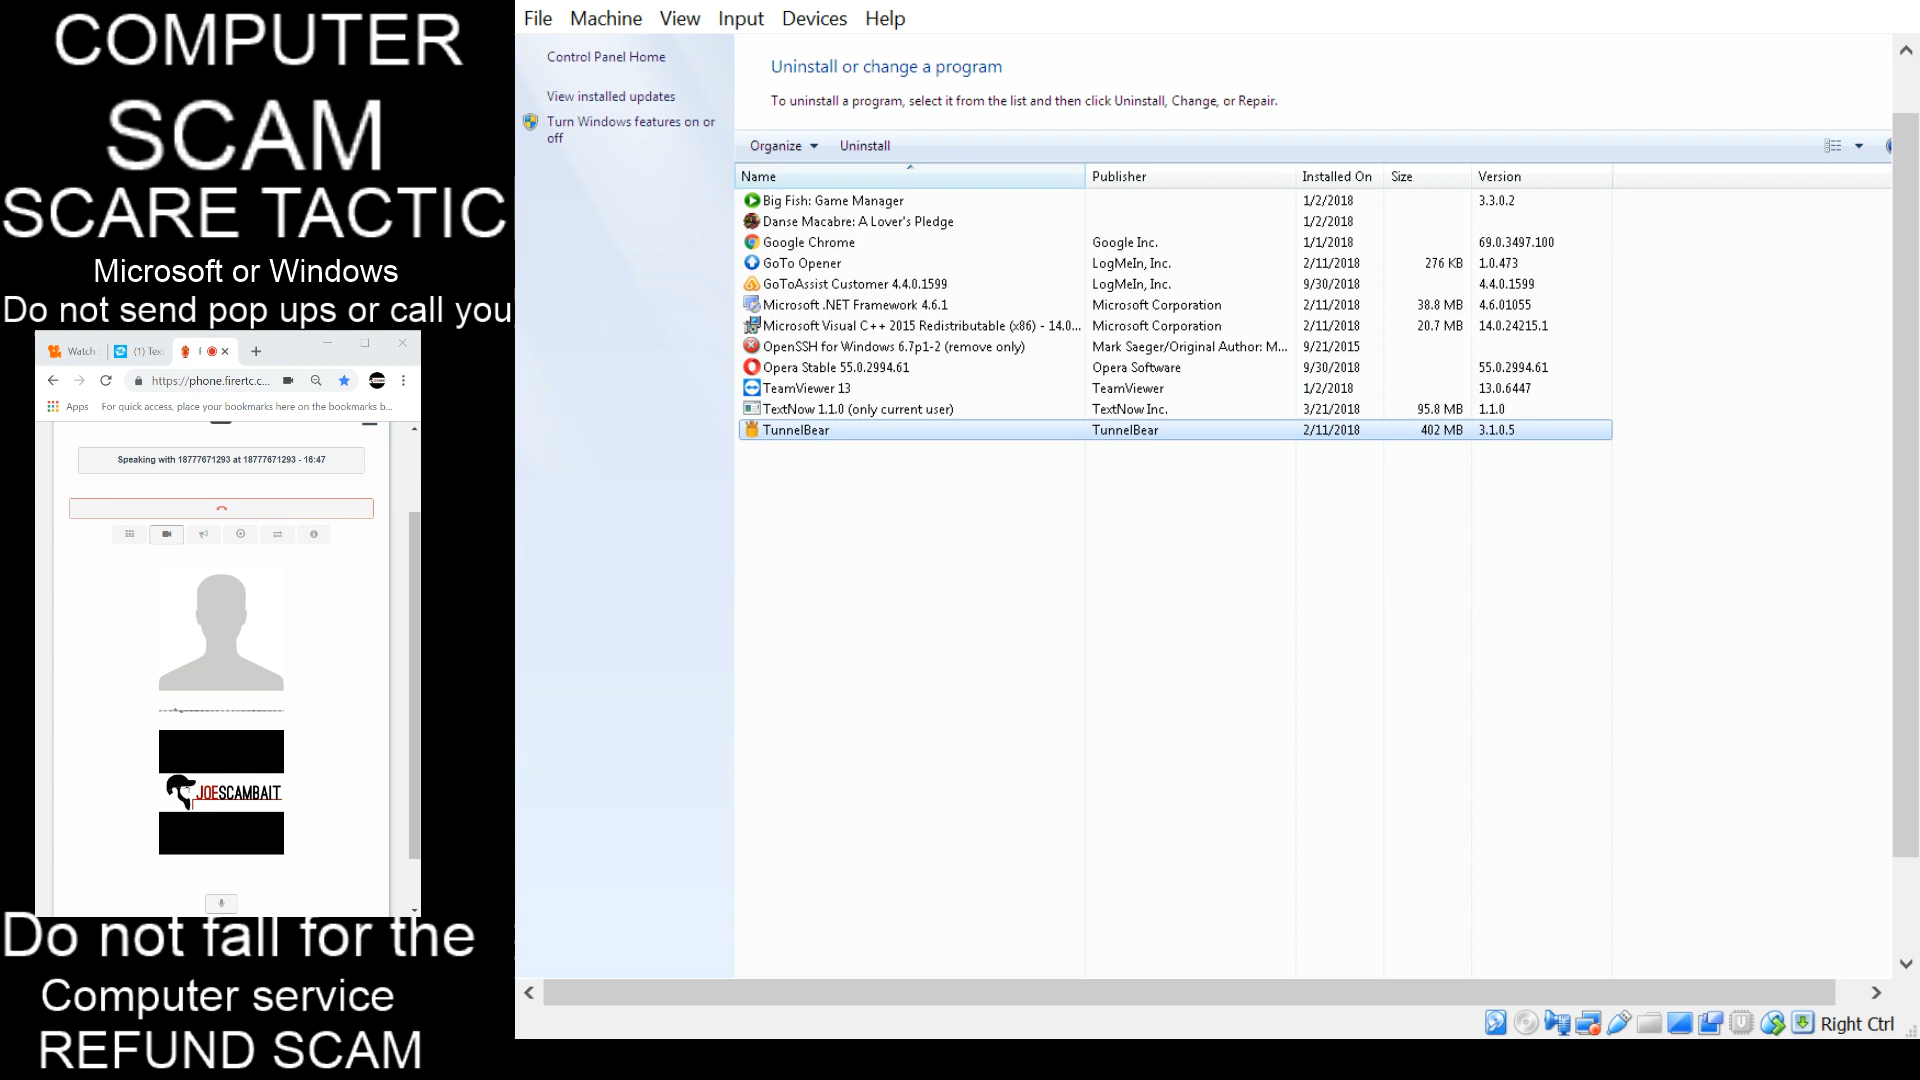 COMPUTER
SCAM
SCARE TACTIC
Microsoft or Windows
Do not send pop ups or call you
Watch
(1) Tex
https://phone.firertc.c...
Apps For quick access, place your bookmarks here on the bookmarks b...
Speaking with 18777671293 at 18777671293 - 16:47
JOESCAMBAIT
Do not fall for the
Computer service
REFUND SCAM
File Machine View Input Devices Help
Control Panel Home
View installed updates
Turn Windows features on or
off
Uninstall or change a program
To uninstall a program, select it from the list and then click Uninstall, Change, or Repair.
Organize Uninstall
Name Publisher Installed On Size Version
Big Fish: Game Manager 1/2/2018 3.3.0.2
Danse Macabre: A Lover's Pledge 1/2/2018
Google Chrome Google Inc. 1/1/2018 69.0.3497.100
GoTo Opener LogMeIn, Inc. 2/11/2018 276 KB 1.0.473
GoToAssist Customer 4.4.0.1599 LogMeIn, Inc. 9/30/2018 4.4.0.1599
Microsoft .NET Framework 4.6.1 Microsoft Corporation 2/11/2018 38.8 MB 4.6.01055
Microsoft Visual C++ 2015 Redistributable (x86) - 14.0... Microsoft Corporation 2/11/2018 20.7 MB 14.0.24215.1
OpenSSH for Windows 6.7p1-2 (remove only) Mark Saeger/Original Author: M... 9/21/2015
Opera Stable 55.0.2994.61 Opera Software 9/30/2018 55.0.2994.61
TeamViewer 13 TeamViewer 1/2/2018 13.0.6447
TextNow 1.1.0 (only current user) TextNow Inc. 3/21/2018 95.8 MB 1.1.0
TunnelBear TunnelBear 2/11/2018 402 MB 3.1.0.5
Right Ctrl